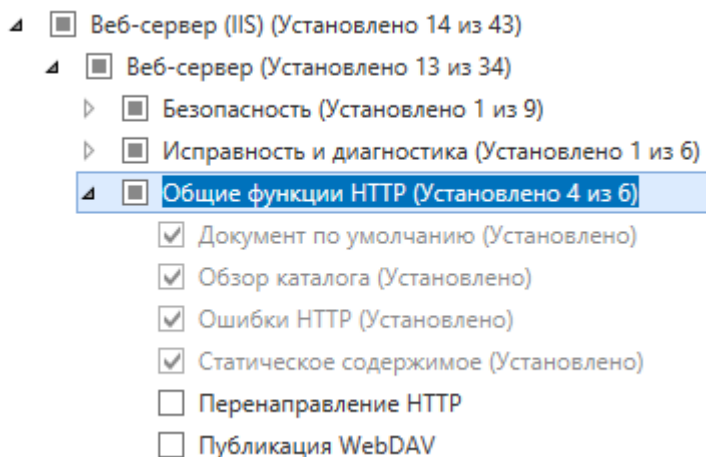 Веб-сервер (IIS) (Установлено 14 из 43)
Веб-сервер (Установлено 13 из 34)
Безопасность (Установлено 1 из 9)
Исправность и диагностика (Установлено 1 из 6)
Общие функции HTTP (Установлено 4 из 6)
Документ по умолчанию (Установлено)
Обзор каталога (Установлено)
Ошибки HTTP (Установлено)
Статическое содержимое (Установлено)
Перенаправление HTTP
Публикация WebDAV